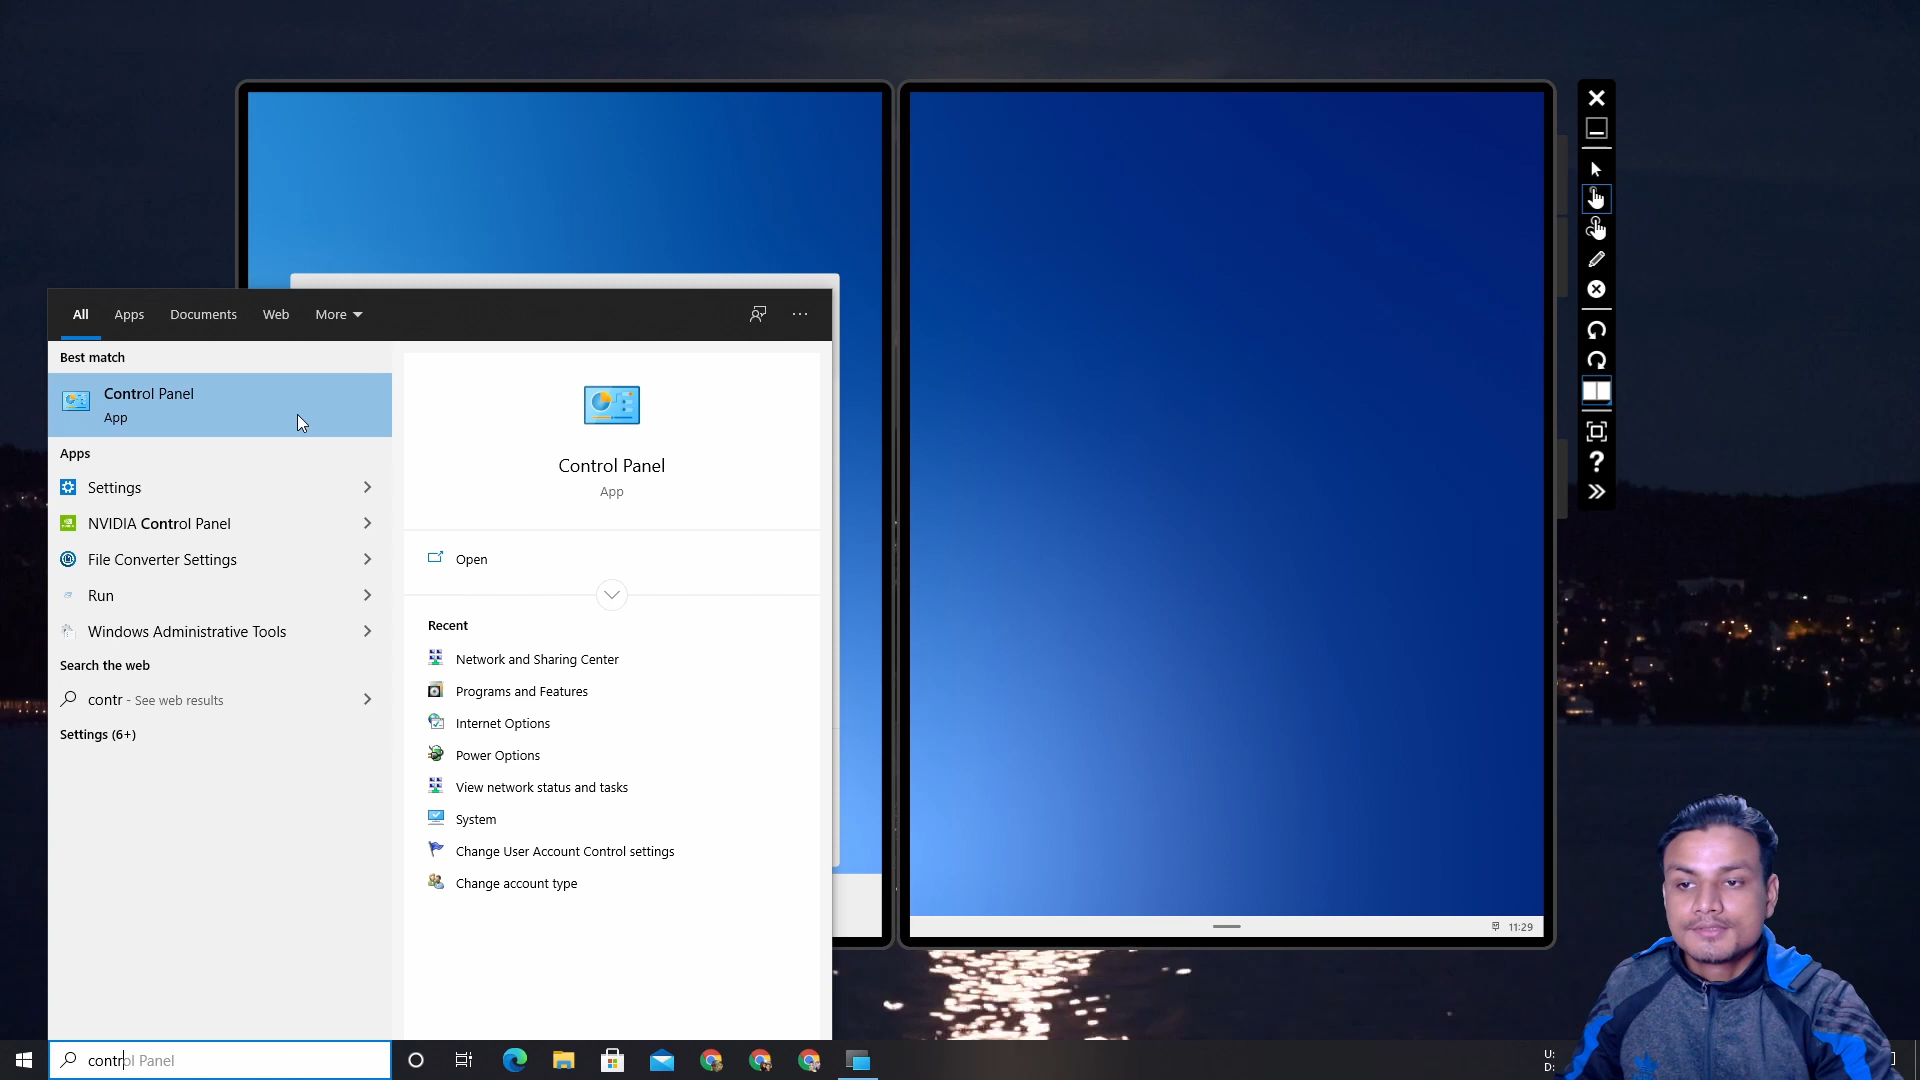 All Apps Documents Web More
Best match
Control Panel
App
Apps
Settings
NVIDIA Control Panel
File Converter Settings
Run
Windows Administrative Tools
Search the web
contr - See web results
Settings (6+)
Control Panel
App
Open
Recent
Network and Sharing Center
Programs and Features
Internet Options
Power Options
View network status and tasks
System
Change User Account Control settings
Change account type
11:29
control Panel
U:
D: